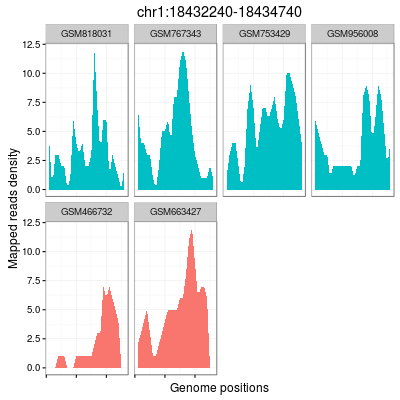 chr1:18432240-18434740
GSM818031 GSM767343 GSM753429 GSM956008
12.5
10.0
7.5
5.0
2.5
0.0
Mapped reads density
GSM466732 GSM663427
12.5
10.0
7.5
5.0
2.5
0.0
Genome positions